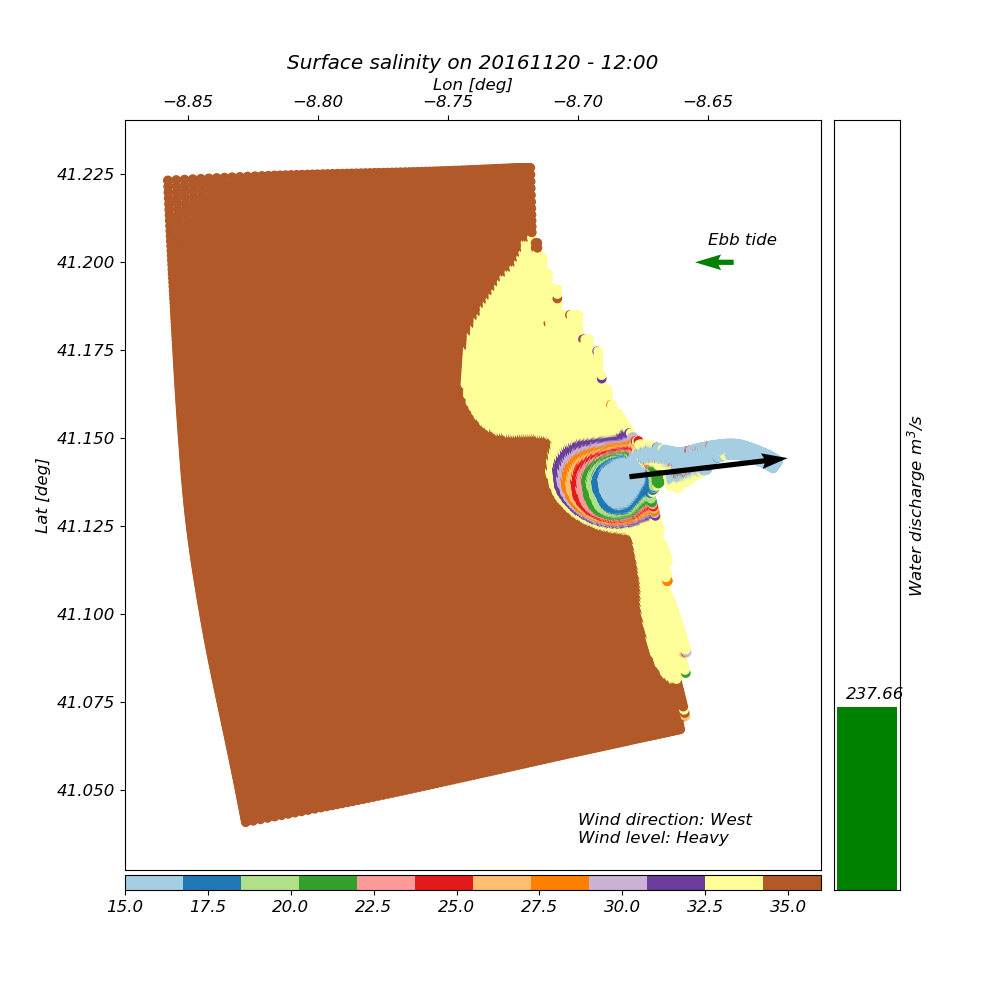 Surface salinity on 20161120 - 12:00
Lon [deg]
−8.85 −8.80 −8.75 −8.70 −8.65
41.225
41.200
41.175
41.150
41.125
41.100
41.075
41.050
Lat [deg]
Ebb tide
Wind direction: West
Wind level: Heavy
15.0 17.5 20.0 22.5 25.0 27.5 30.0 32.5 35.0
237.66
Water discharge m³/s